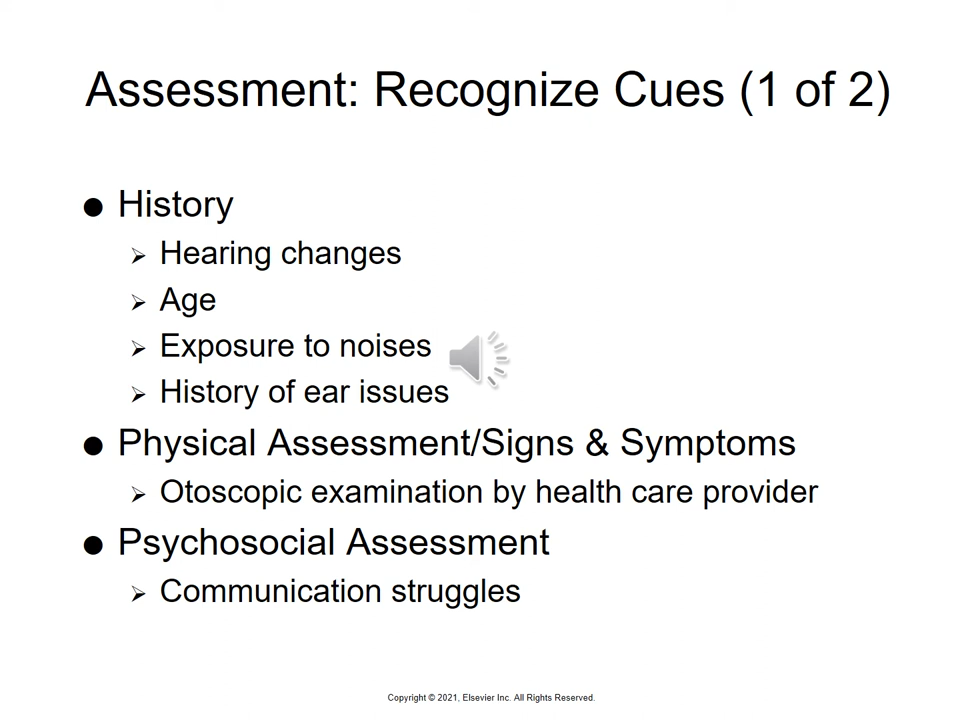 Assessment: Recognize Cues (1 of 2)
● History
➢ Hearing changes
➢ Age
➢ Exposure to noises
➢ History of ear issues
● Physical Assessment/Signs & Symptoms
➢ Otoscopic examination by health care provider
● Psychosocial Assessment
➢ Communication struggles
Copyright © 2021, Elsevier Inc. All Rights Reserved.